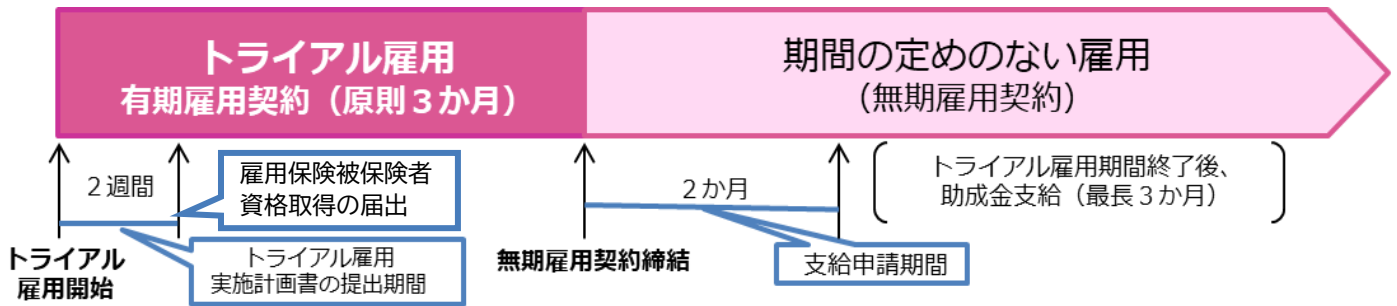 トライアル雇用
有期雇用契約（原則３か月）
期間の定めのない雇用
（無期雇用契約）
２週間
雇用保険被保険者
資格取得の届出
トライアル
雇用開始
トライアル雇用
実施計画書の提出期間
２か月
無期雇用契約締結
支給申請期間
トライアル雇用期間終了後、
助成金支給（最長３か月）